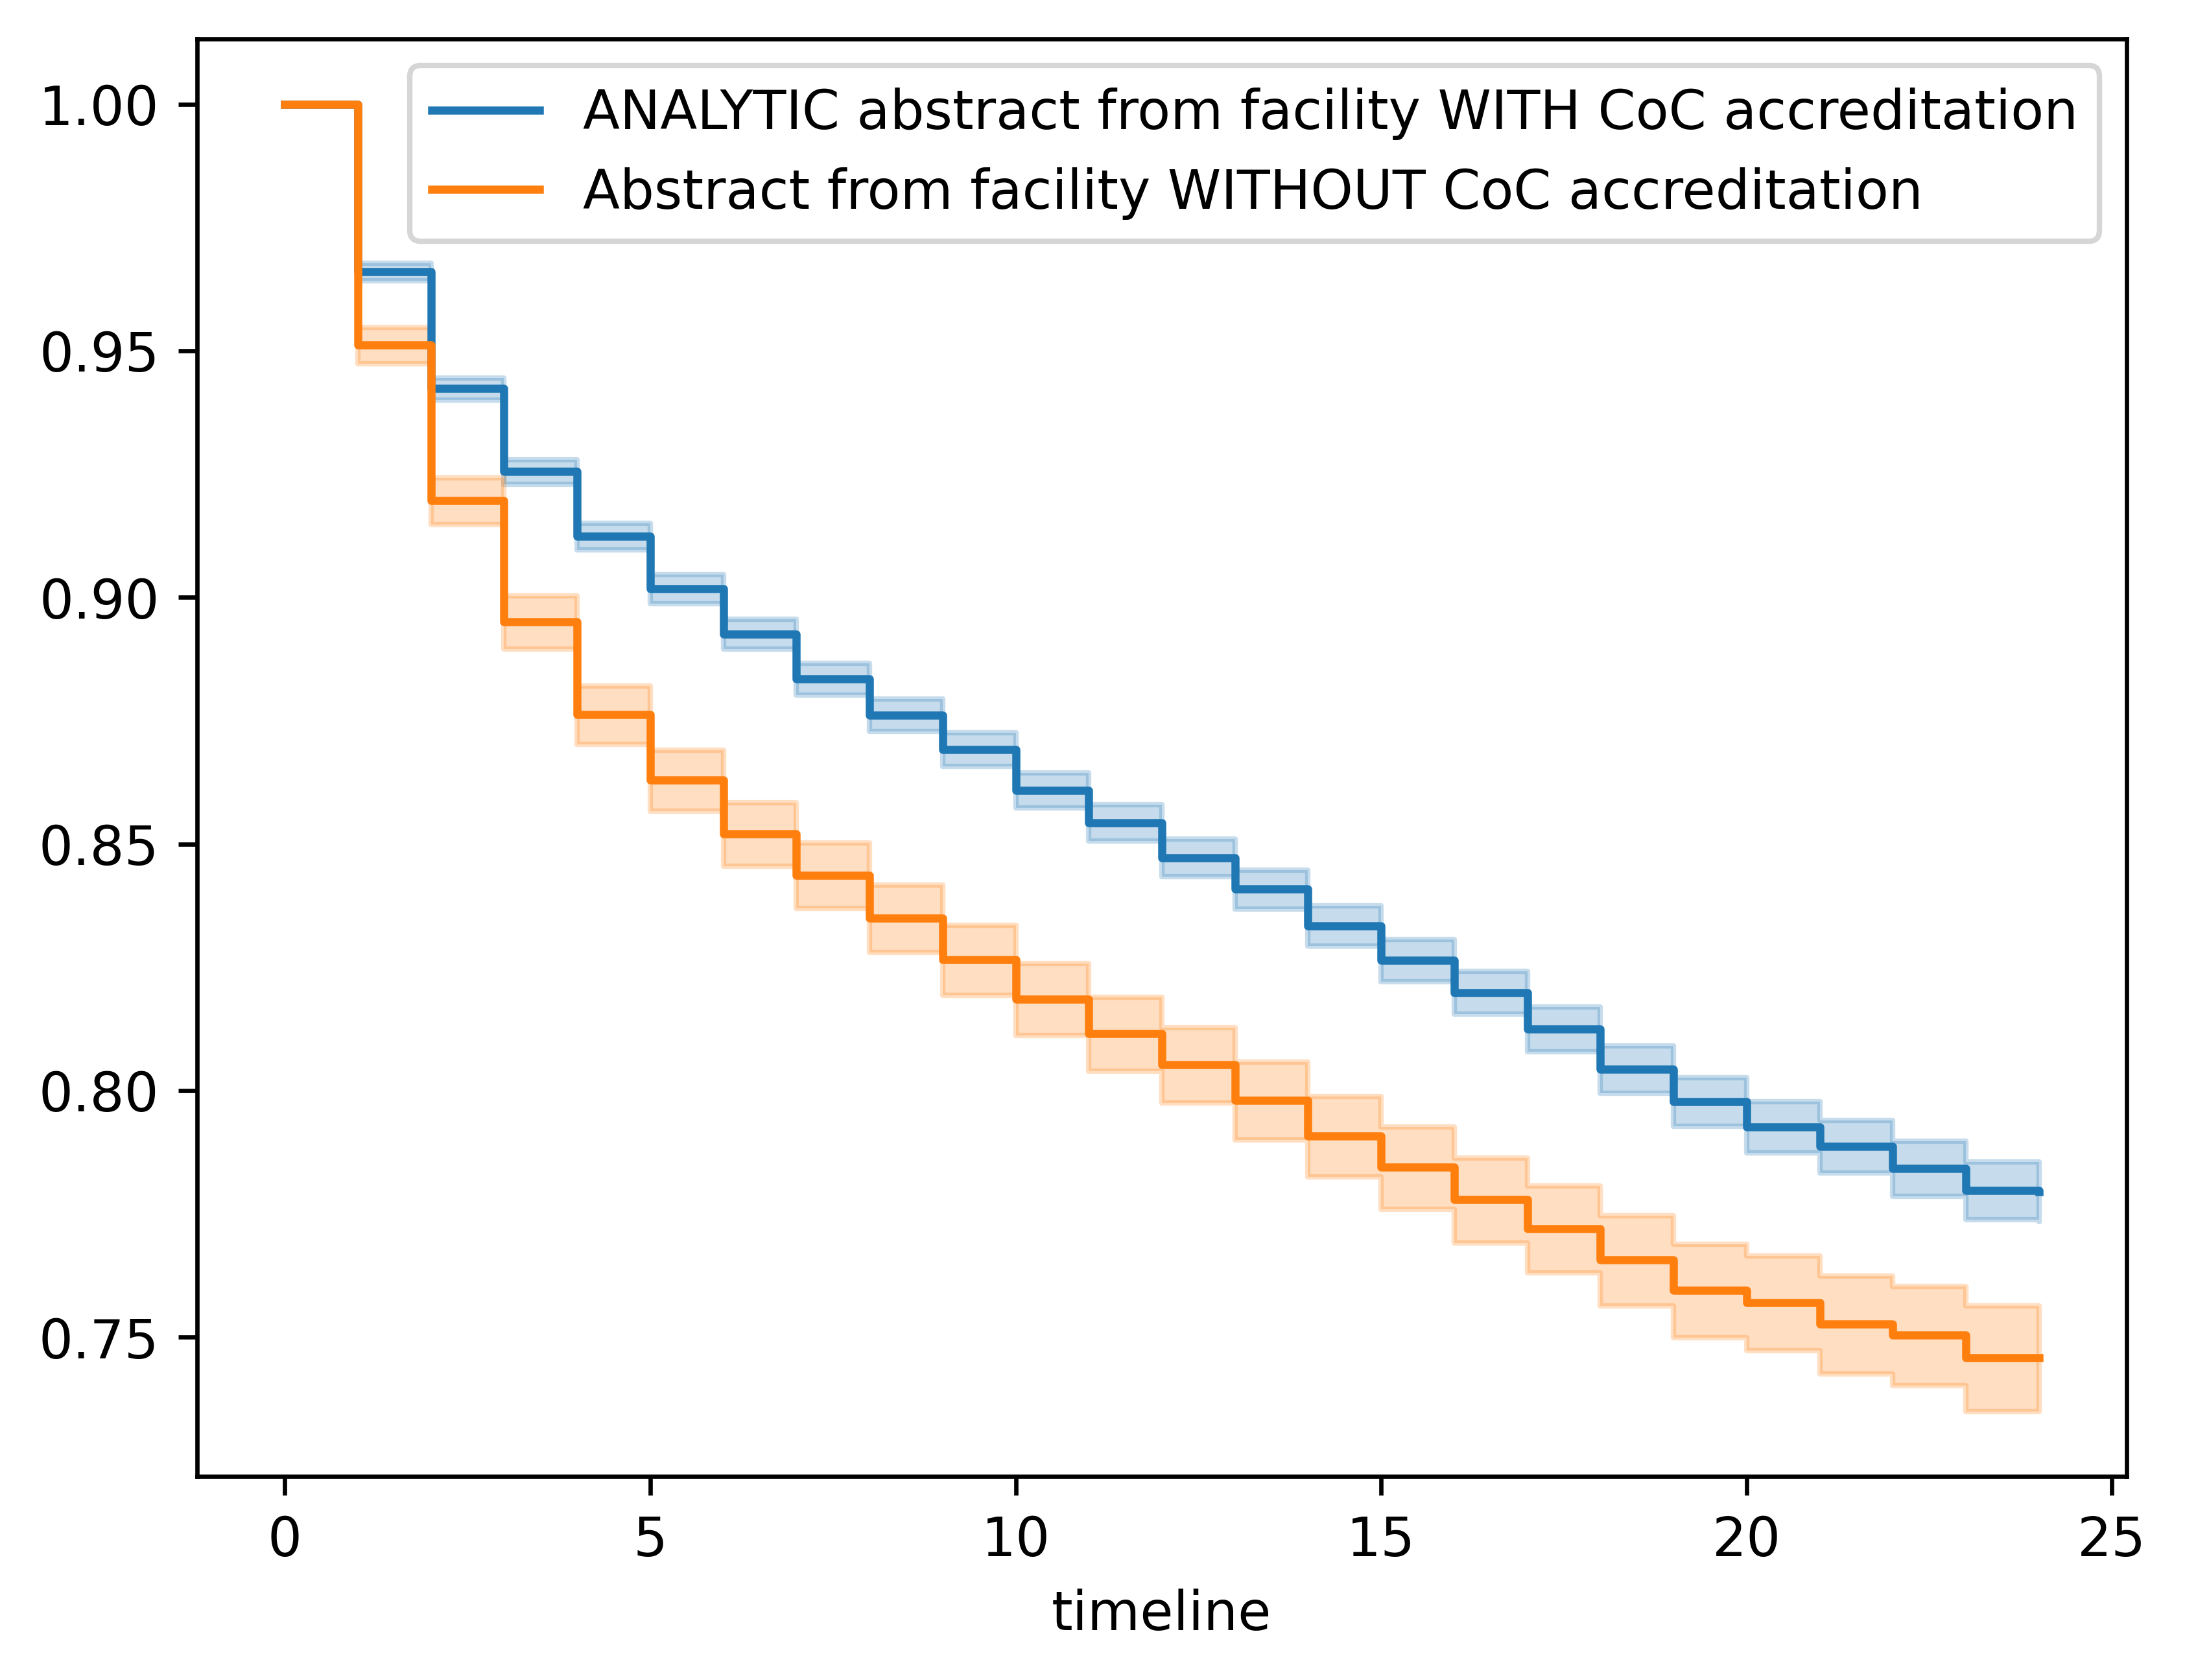 ANALYTIC abstract from facility WITH CoC accreditation
Abstract from facility WITHOUT CoC accreditation
1.00
0.95
0.90
0.85
0.80
0.75
0 5 10 15 20 25
timeline